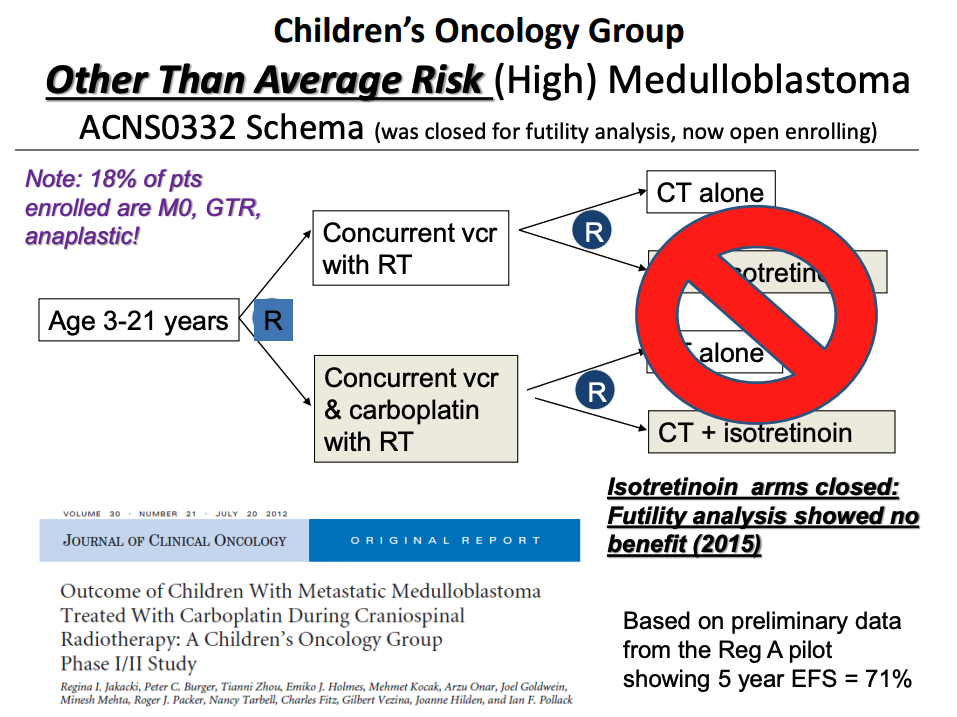 Children's Oncology Group
Other Than Average Risk (High) Medulloblastoma
ACNS0332 Schema (was closed for futility analysis, now open enrolling)
Note: 18% of pts
enrolled are M0, GTR,
anaplastic!
Age 3-21 years
R
Concurrent vcr
with RT
Concurrent vcr
& carboplatin
with RT
R
R
CT alone
alone
CT + isotretinoin
Isotretinoin arms closed:
Futility analysis showed no
benefit (2015)
VOLUME 30 · NUMBER 21 · JULY 20 2012
JOURNAL OF CLINICAL ONCOLOGY
ORIGINAL REPORT
Outcome of Children With Metastatic Medulloblastoma
Treated With Carboplatin During Craniospinal
Radiotherapy: A Children's Oncology Group
Phase I/II Study
Regina I. Jakacki, Peter C. Burger, Tianni Zhou, Emiko J. Holmes, Mehmet Kocak, Arzu Onar, Joel Goldwein,
Minesh Mehta, Roger J. Packer, Nancy Tarbell, Charles Fitz, Gilbert Vezina, Joanne Hilden, and Ian F. Pollack
Based on preliminary data
from the Reg A pilot
showing 5 year EFS = 71%